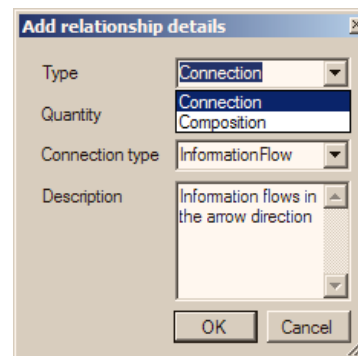 Add relationship details
Type Connection
Connection
Quantity
Composition
Connection type InformationFlow
Description Information flows in
the arrow direction
OK Cancel